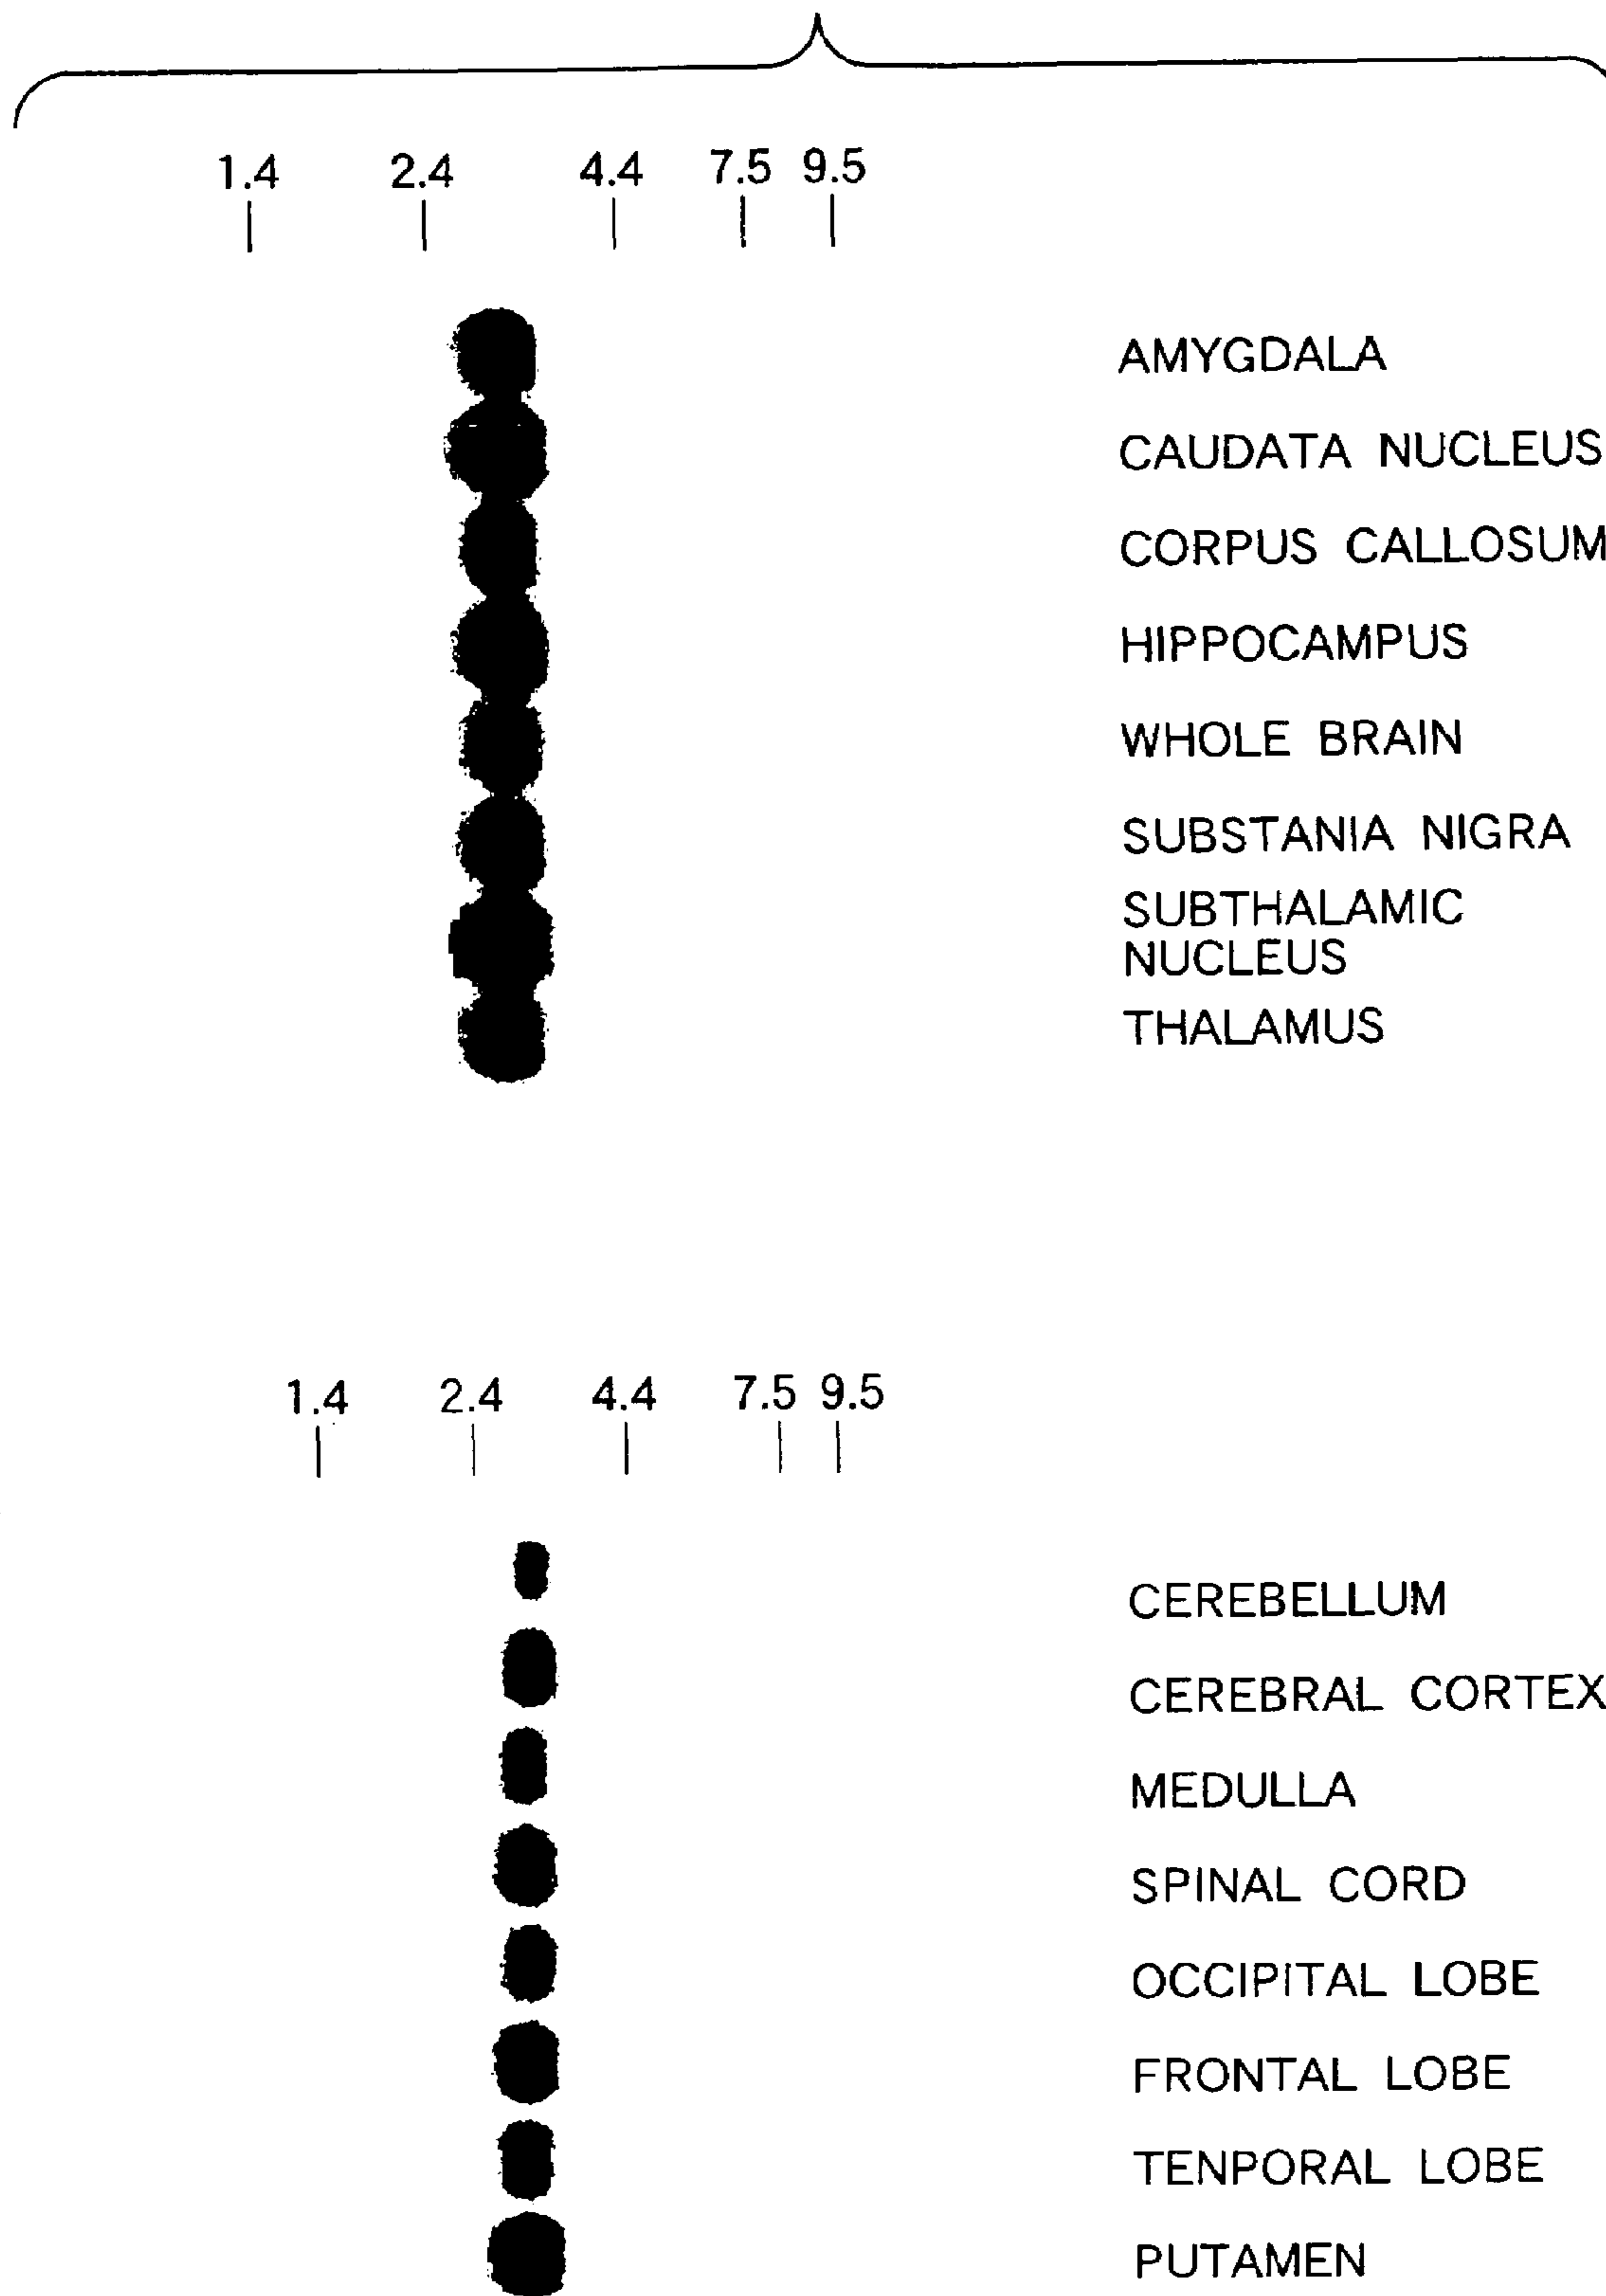 1.4 2.4 4.4 7.5 9.5
AMYGDALA
CAUDATA NUCLEUS
CORPUS CALLOSUM
HIPPOCAMPUS
WHOLE BRAIN
SUBSTANIA NIGRA
SUBTHALAMIC
NUCLEUS
THALAMUS
1.4 2.4 4.4 7.5 9.5
CEREBELLUM
CEREBRAL CORTEX
MEDULLA
SPINAL CORD
OCCIPITAL LOBE
FRONTAL LOBE
TENPORAL LOBE
PUTAMEN